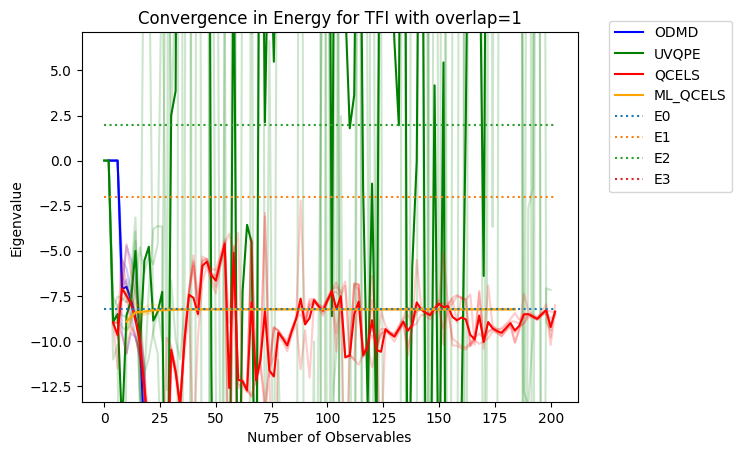 Convergence in Energy for TFI with overlap=1
ODMD
UVQPE
QCELS
ML_QCELS
E0
E1
E2
E3
Eigenvalue
5.0
2.5
0.0
−2.5
−5.0
−7.5
−10.0
−12.5
0 25 50 75 100 125 150 175 200
Number of Observables